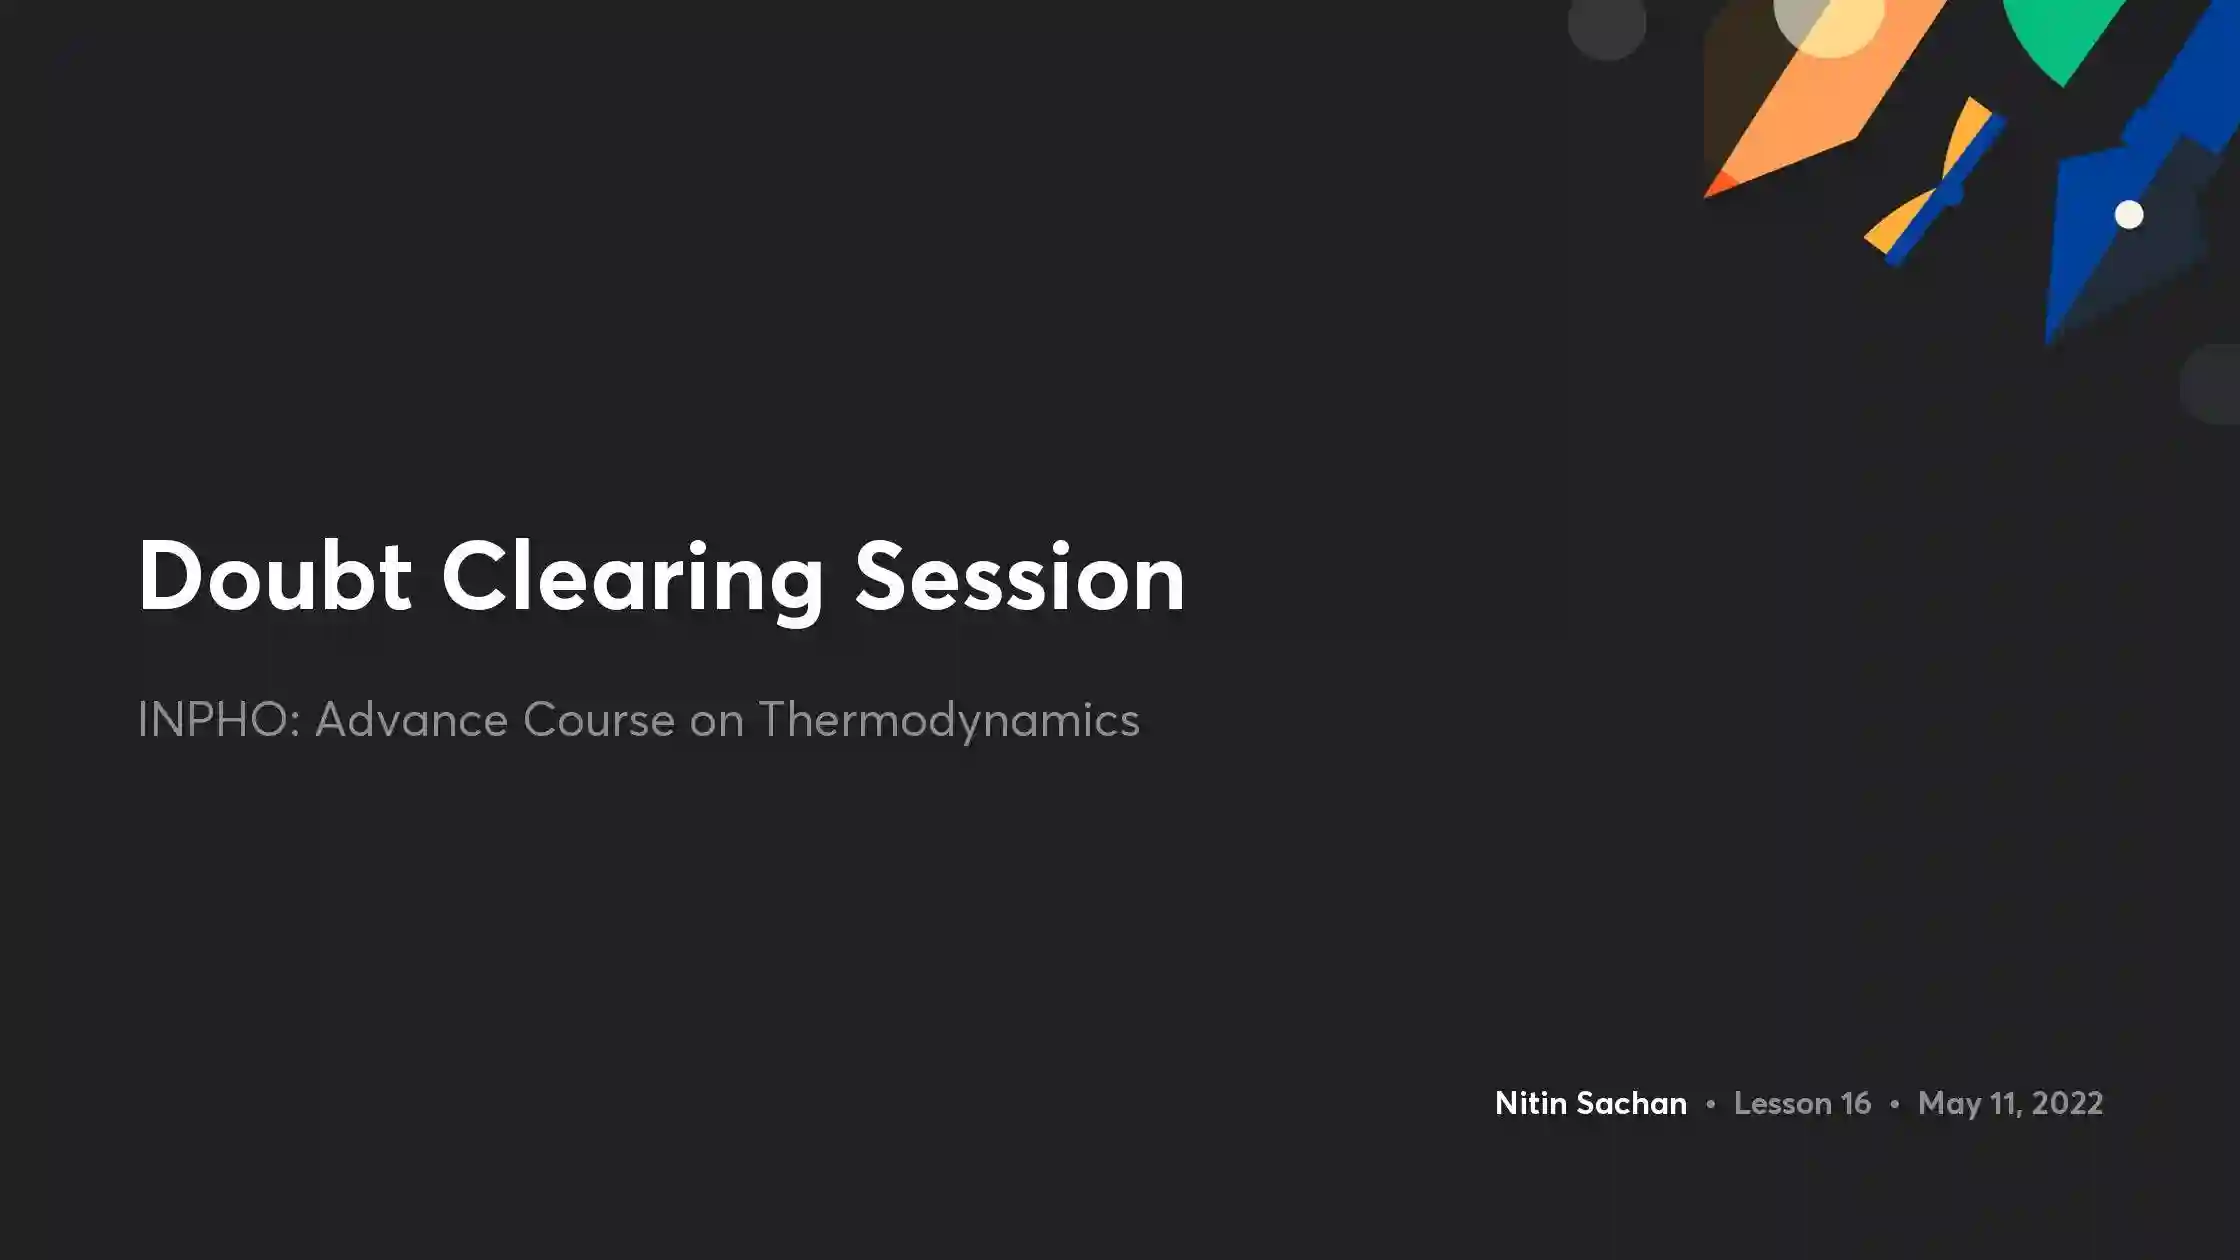 Doubt Clearing Session
INPHO: Advance Course on Thermodynamics
Nitin Sachan • Lesson 16 • May 11, 2022